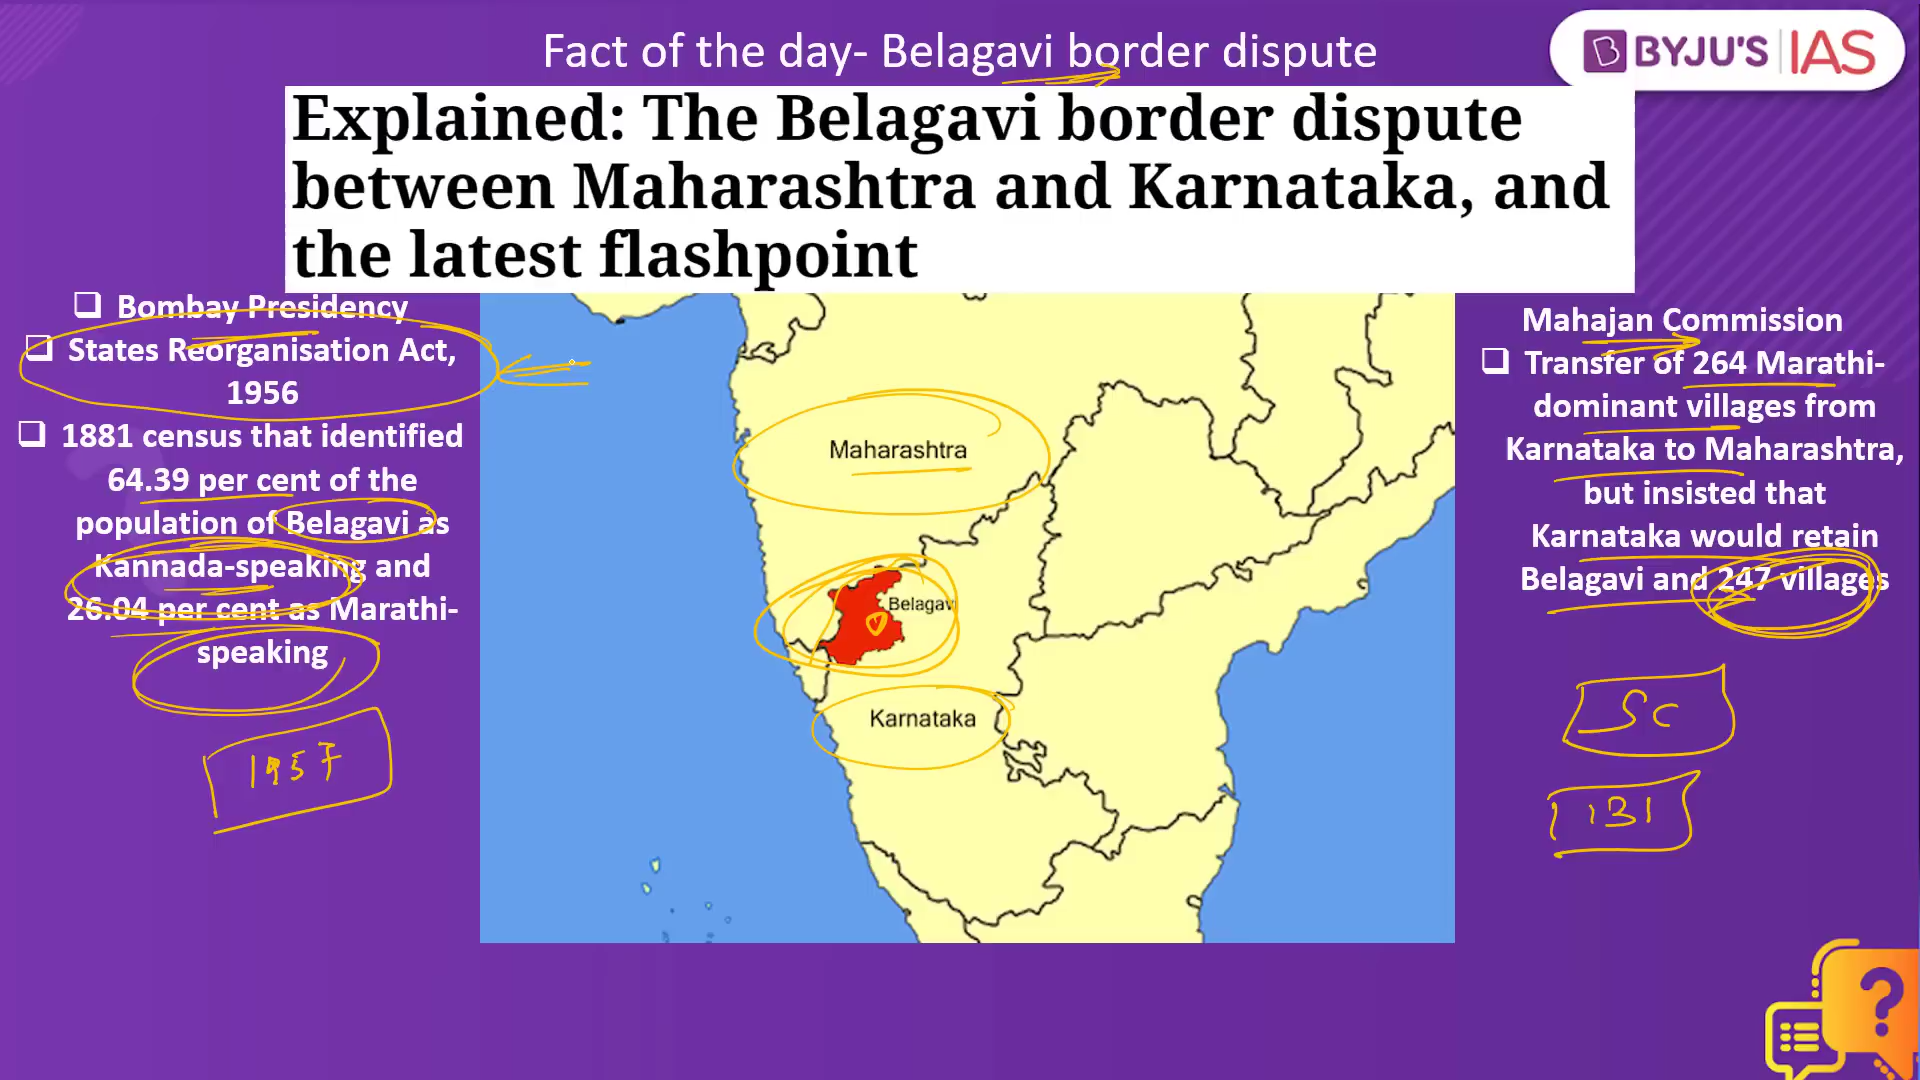 Fact of the day- Belagavi border dispute
BYJU'S IAS
Explained: The Belagavi border dispute
between Maharashtra and Karnataka, and
the latest flashpoint
Bombay Presidency
States Reorganisation Act,
1956
1881 census that identified
64.39 per cent of the
population of Belagavi as
Kannada-speaking and
26.04 per cent as Marathi-
speaking
1957
Maharashtra
Belagavi
Karnataka
Mahajan Commission
Transfer of 264 Marathi-
dominant villages from
Karnataka to Maharashtra,
but insisted that
Karnataka would retain
Belagavi and 247 villages
SC
131
?